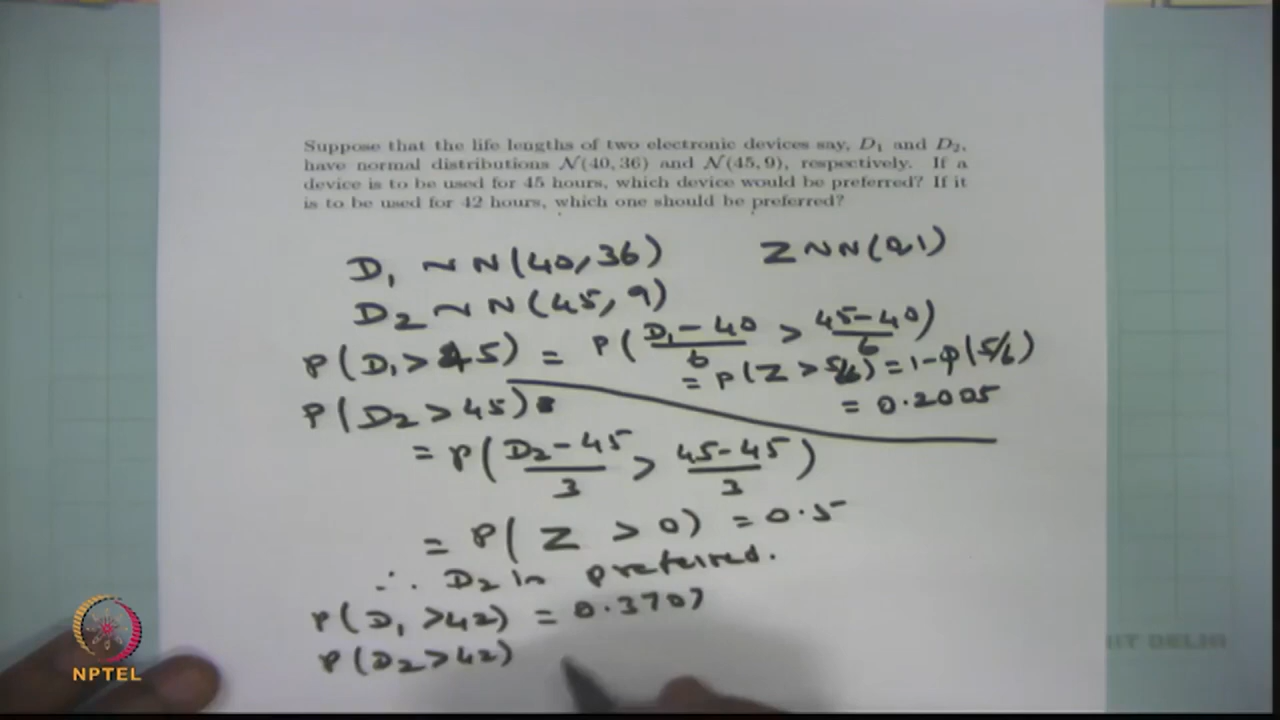 Suppose that the life lengths of two electronic devices say, D₁ and D₂,
have normal distributions N(40, 36) and N(45, 9), respectively. If a
device is to be used for 45 hours, which device would be preferred? If it
is to be used for 42 hours, which one should be preferred?
D₁ ~ N(40, 36) Z ~ N(0,1)
D₂ ~ N(45, 9)
P(D₁ > 45) = P((D₁ - 40)/6 > (45-40)/6)
= P(Z > 5/6) = 1-Φ(5/6)
= 0.2005
P(D₂ > 45)
= P((D₂ - 45)/3 > (45-45)/3)
= P(Z > 0) = 0.5
∴ D₂ is preferred.
P(D₁ > 42) = 0.3707
P(D₂ > 42)
NPTEL
IIT DELHI